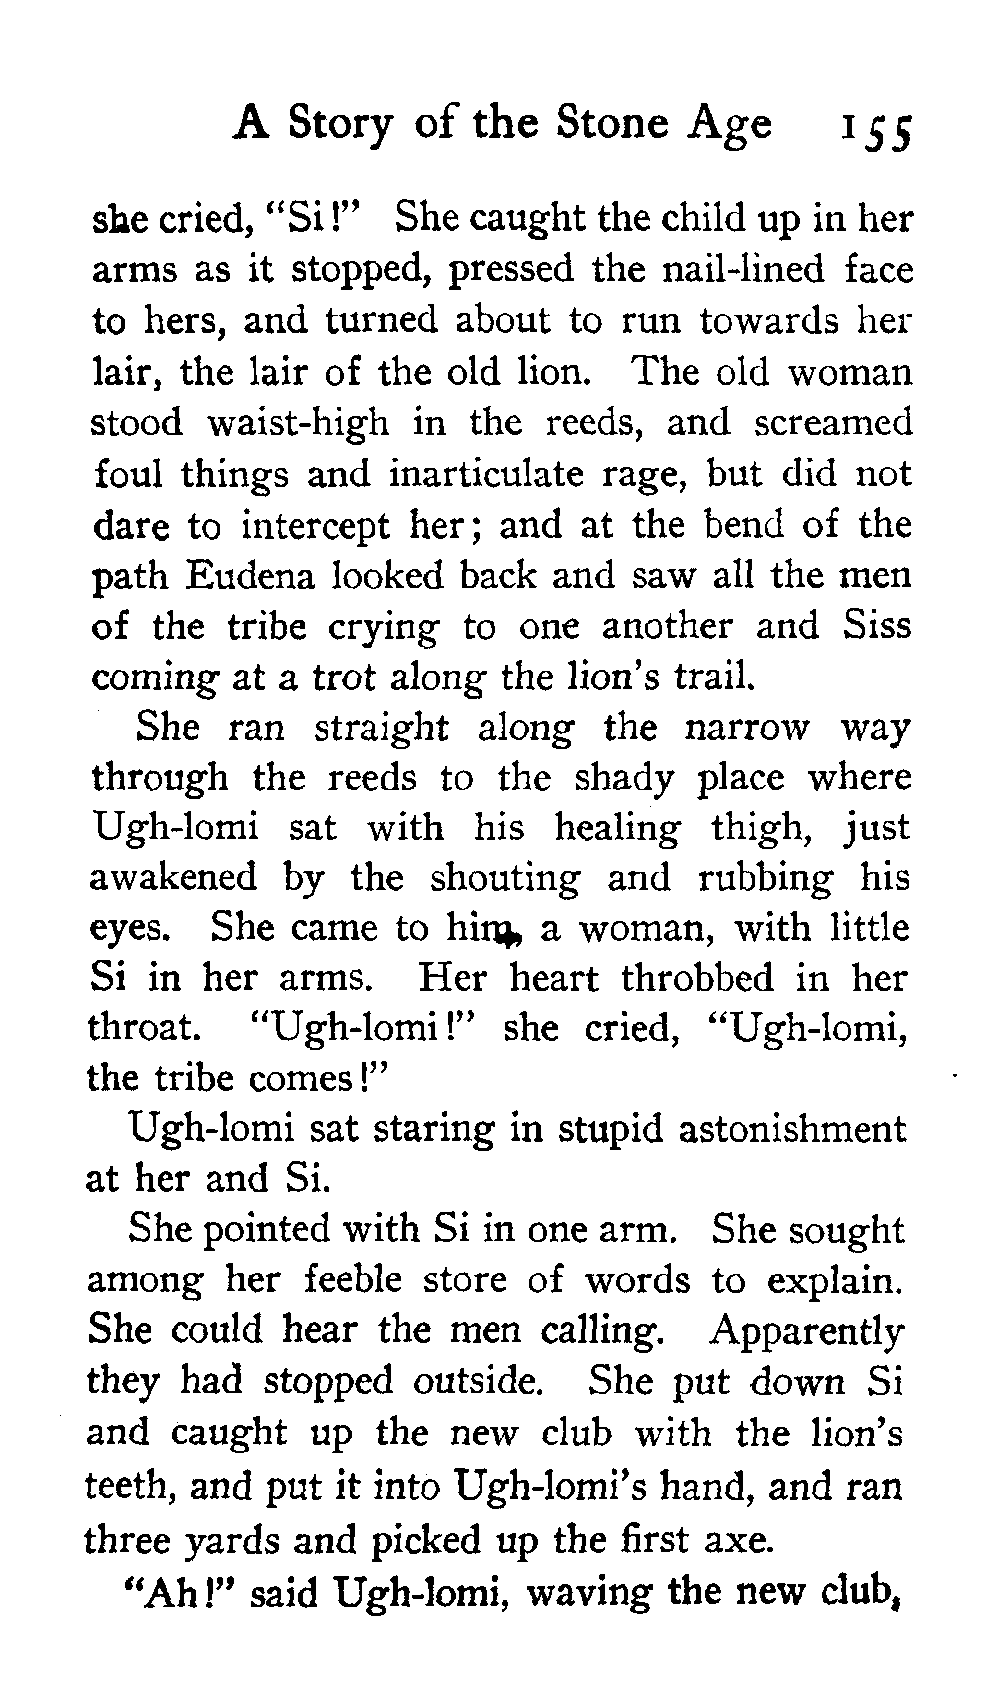 A Story of the Stone Age 155
she cried, "Si!" She caught the child up in her
arms as it stopped, pressed the nail-lined face
to hers, and turned about to run towards her
lair, the lair of the old lion. The old woman
stood waist-high in the reeds, and screamed
foul things and inarticulate rage, but did not
dare to intercept her; and at the bend of the
path Eudena looked back and saw all the men
of the tribe crying to one another and Siss
coming at a trot along the lion's trail.
She ran straight along the narrow way
through the reeds to the shady place where
Ugh-lomi sat with his healing thigh, just
awakened by the shouting and rubbing his
eyes. She came to him, a woman, with little
Si in her arms. Her heart throbbed in her
throat. "Ugh-lomi!" she cried, "Ugh-lomi,
the tribe comes!"
Ugh-lomi sat staring in stupid astonishment
at her and Si.
She pointed with Si in one arm. She sought
among her feeble store of words to explain.
She could hear the men calling. Apparently
they had stopped outside. She put down Si
and caught up the new club with the lion's
teeth, and put it into Ugh-lomi's hand, and ran
three yards and picked up the first axe.
"Ah!" said Ugh-lomi, waving the new club,